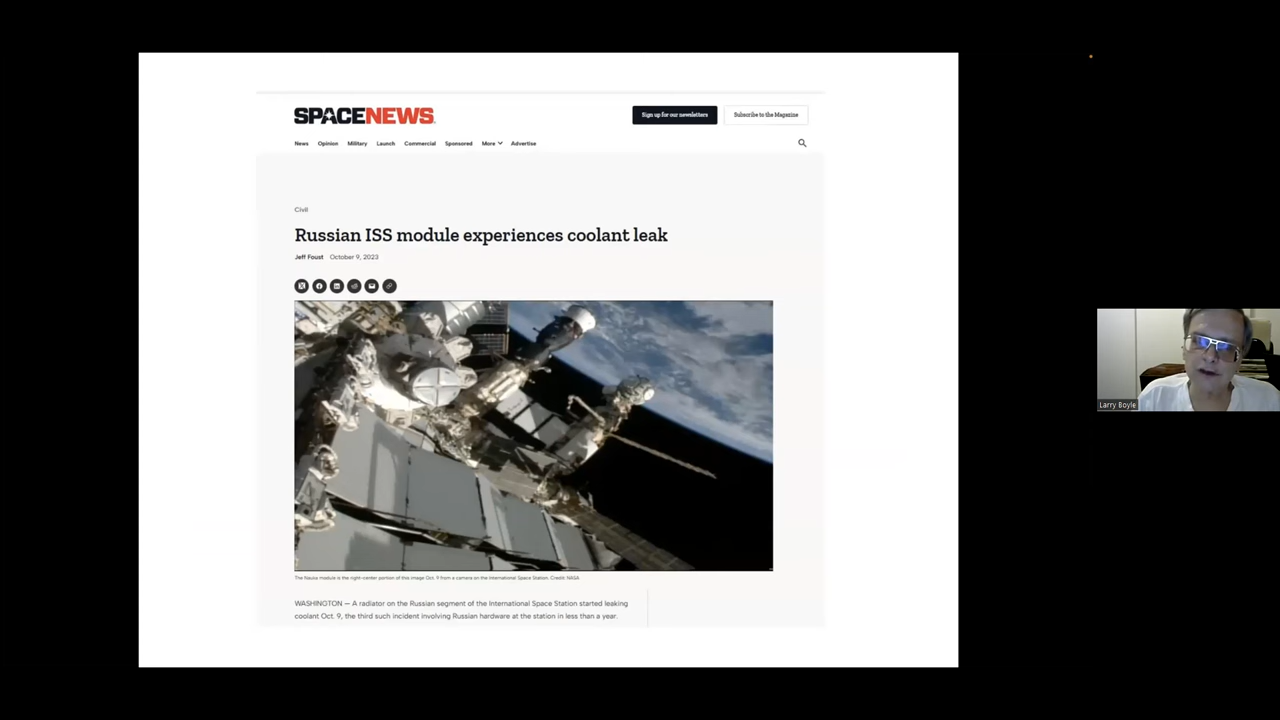 SPACENEWS
Sign up for our newsletters
Subscribe to the Magazine
News Opinion Military Launch Commercial Sponsored More Advertise
Civil
Russian ISS module experiences coolant leak
Jeff Foust October 9, 2023
The Nauka module is the right-center portion of this image Oct. 9 from a camera on the International Space Station. Credit: NASA
WASHINGTON — A radiator on the Russian segment of the International Space Station started leaking
coolant Oct. 9, the third such incident involving Russian hardware at the station in less than a year.
Larry Boyle